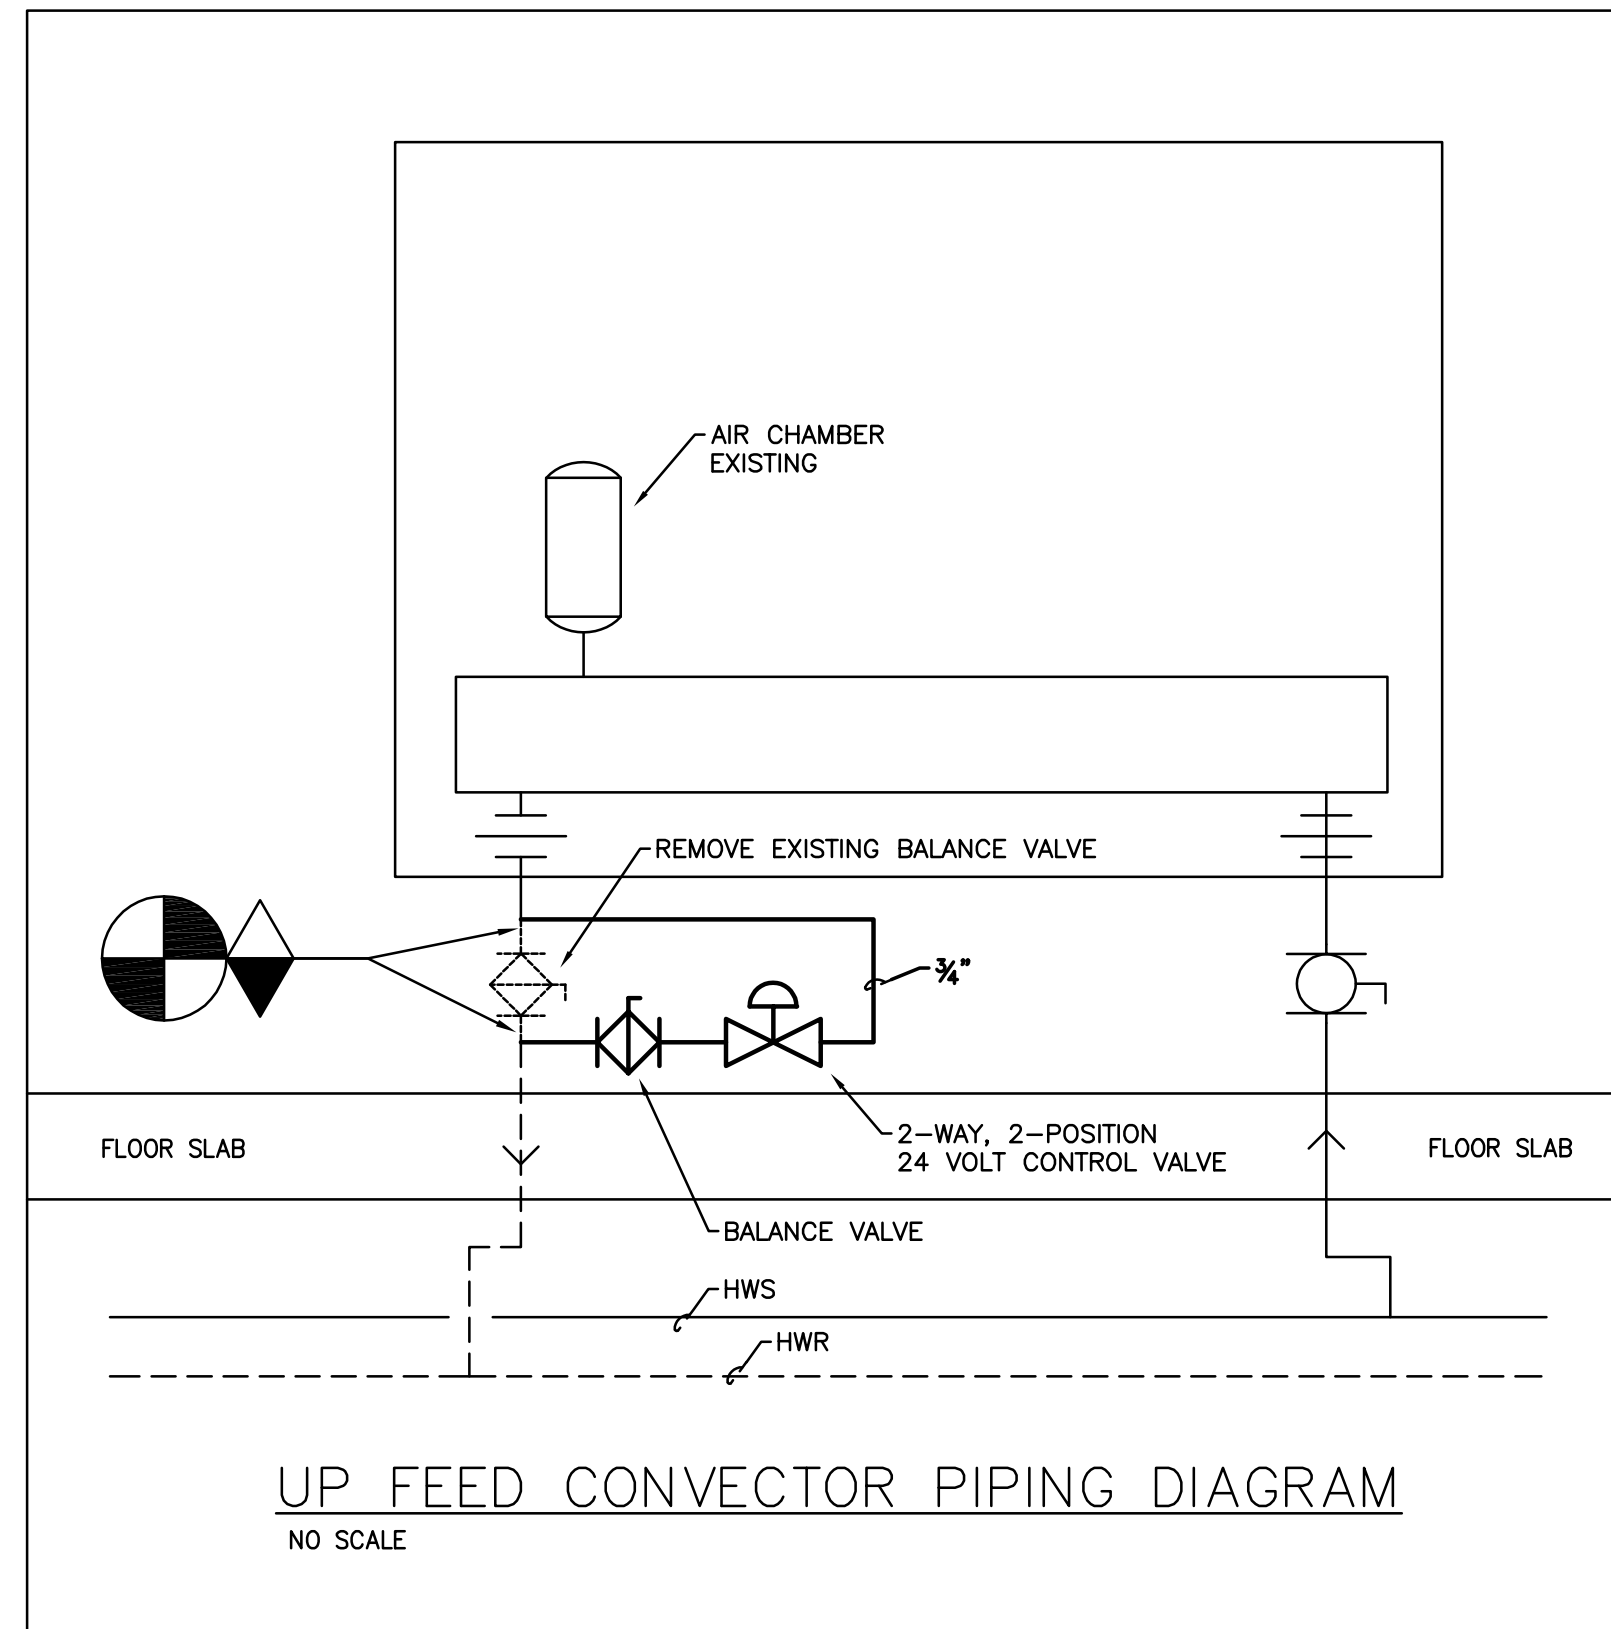 AIR CHAMBER
EXISTING
REMOVE EXISTING BALANCE VALVE
3/4"
2-WAY, 2-POSITION
24 VOLT CONTROL VALVE
FLOOR SLAB
FLOOR SLAB
BALANCE VALVE
HWS
HWR
UP FEED CONVECTOR PIPING DIAGRAM
NO SCALE